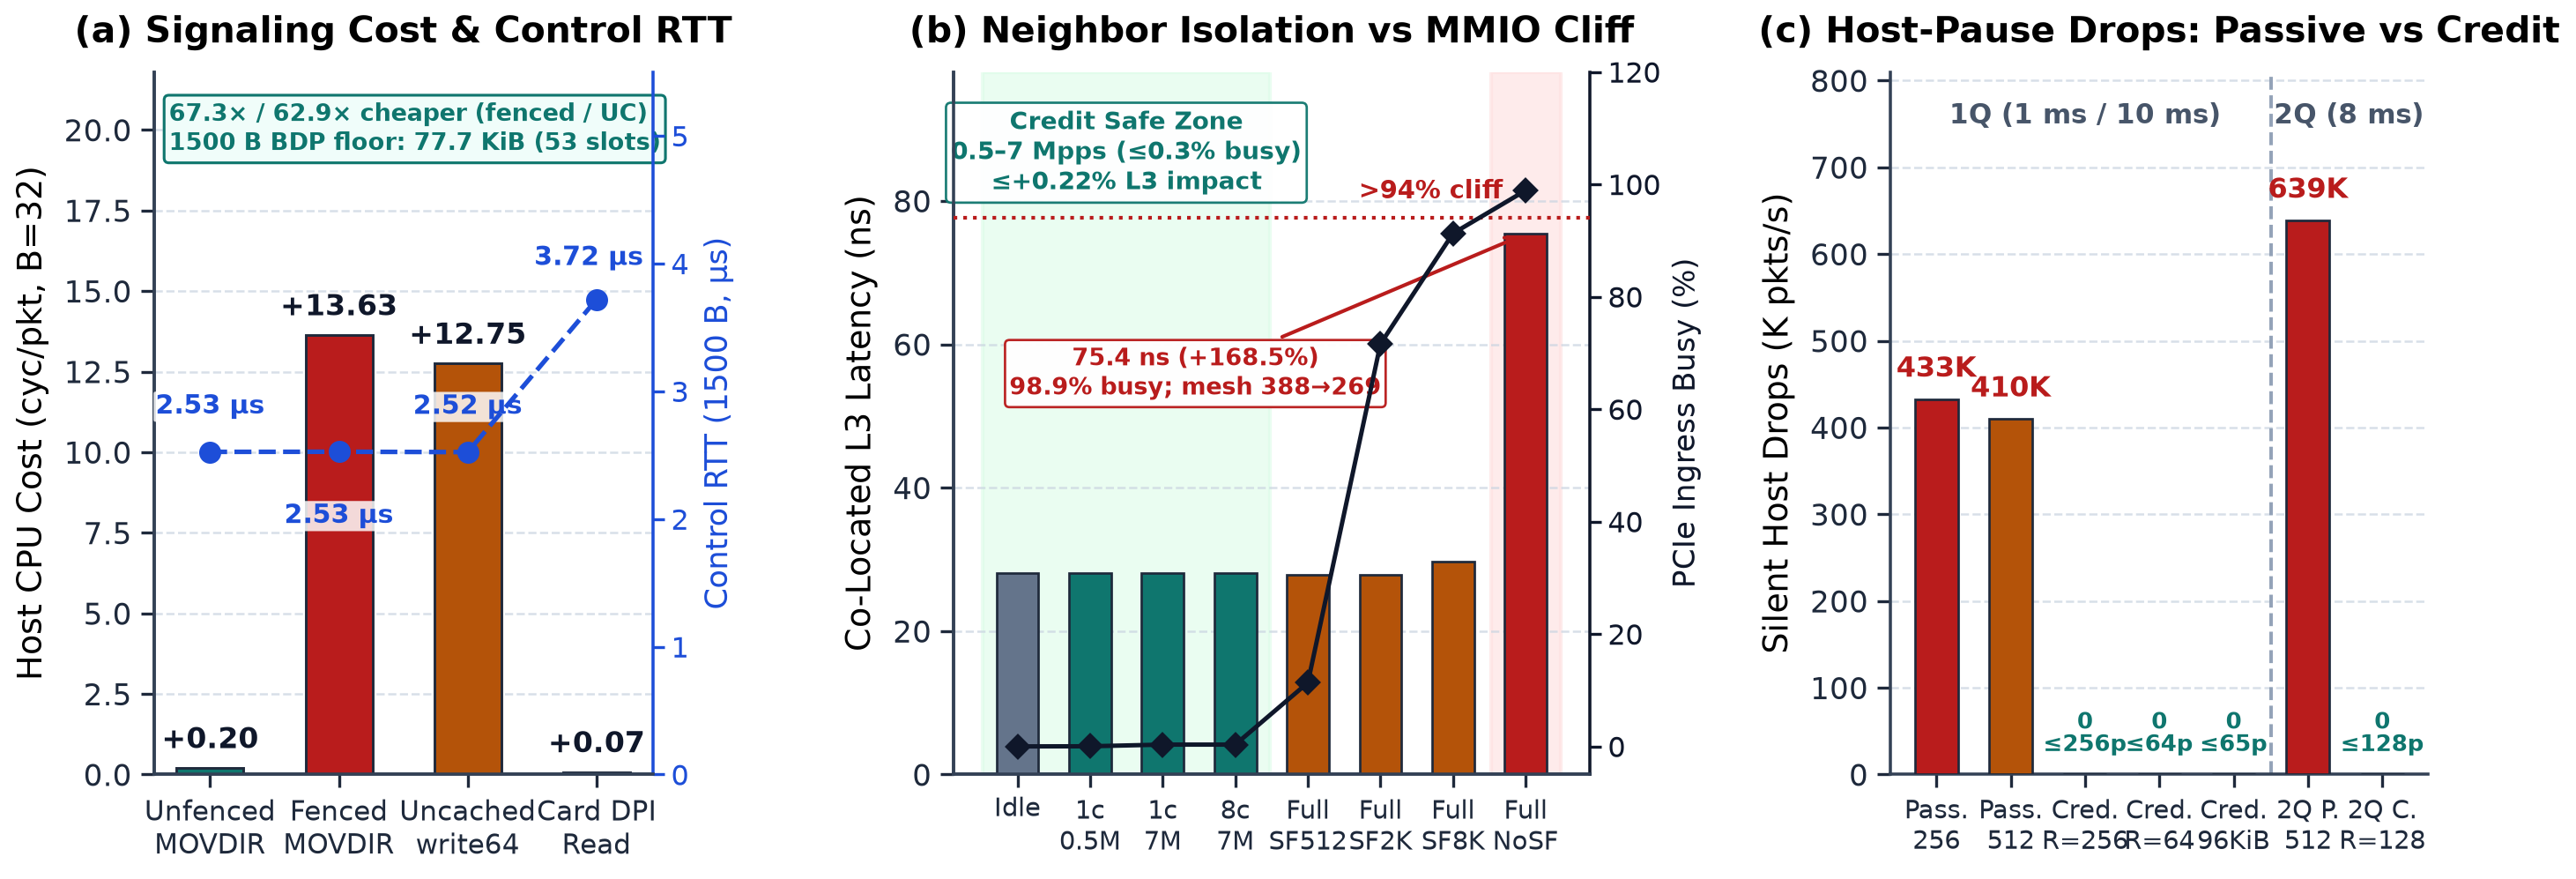 (a) Signaling Cost & Control RTT
Host CPU Cost (cyc/pkt, B=32)
20.0
17.5
15.0
12.5
10.0
7.5
5.0
2.5
0.0
67.3× / 62.9× cheaper (fenced / UC)
1500 B BDP floor: 77.7 KiB (53 slots)
3.72 µs
+13.63
+12.75
2.53 µs
2.52 µs
2.53 µs
+0.20
+0.07
5
4
3
2
1
0
Control RTT (1500 B, µs)
Unfenced
MOVDIR
Fenced
MOVDIR
Uncached
write64
Card DPI
Read
(b) Neighbor Isolation vs MMIO Cliff
Co-Located L3 Latency (ns)
80
60
40
20
0
Credit Safe Zone
0.5–7 Mpps (≤0.3% busy)
≤+0.22% L3 impact
>94% cliff
75.4 ns (+168.5%)
98.9% busy; mesh 388→269
120
100
80
60
40
20
0
PCIe Ingress Busy (%)
Idle
1c
0.5M
1c
7M
8c
7M
Full
SF512
Full
SF2K
Full
SF8K
Full
NoSF
(c) Host-Pause Drops: Passive vs Credit
Silent Host Drops (K pkts/s)
800
700
600
500
400
300
200
100
0
1Q (1 ms / 10 ms)
2Q (8 ms)
639K
433K
410K
0
≤256p
0
≤64p
0
≤65p
0
≤128p
Pass.
256
Pass.
512
Cred.
R=256
Cred.
R=64
Cred.
96KiB
2Q P.
512
2Q C.
R=128